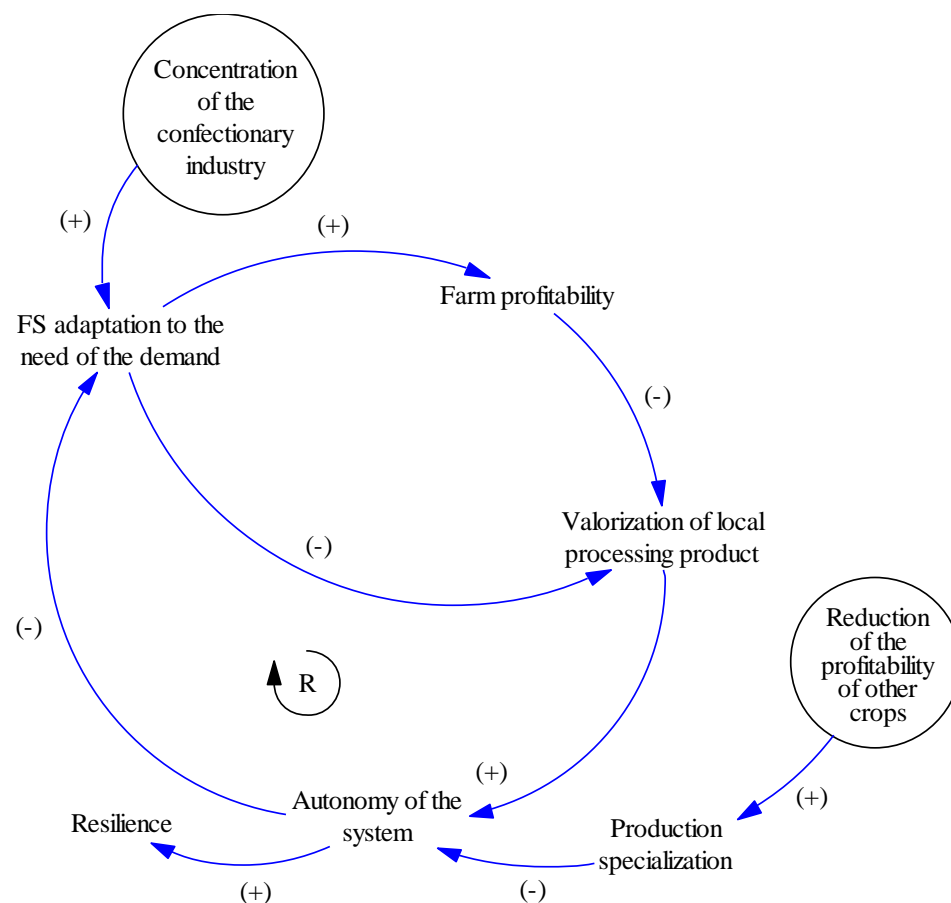 Concentration
of the
confectionary
industry
(+)
(+)
Farm profitability
FS adaptation to the
need of the demand
(-)
Valorization of local
processing product
(-)
(-)
Reduction
of the
profitability
of other
crops
R
(+)
(+)
Autonomy of the
system
Resilience
Production
specialization
(+)
(-)